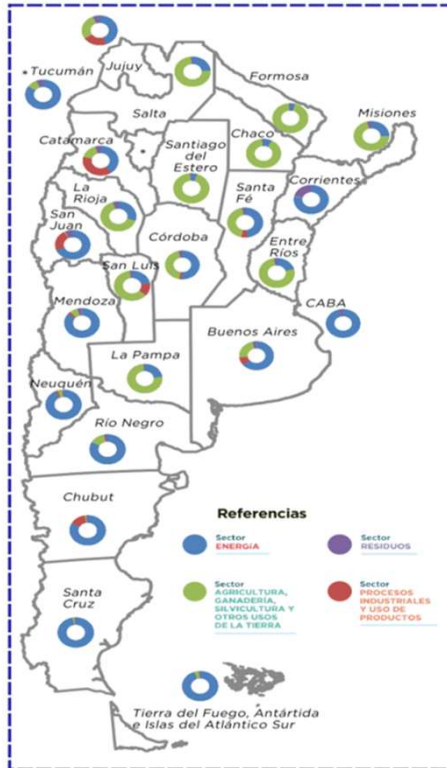 Jujuy
*Tucumán
Formosa
Salta
Misiones
Chaco
Catamarca
*
Santiago
del
Estero
Corrientes
La
Rioja
Santa
Fé
San
Juan
Córdoba
Entre
Ríos
San Luis
Mendoza
CABA
Buenos Aires
La Pampa
Neuquén
Río Negro
Chubut
Santa
Cruz
Tierra del Fuego, Antártida
e Islas del Atlántico Sur
Referencias
Sector
ENERGíA
Sector
RESIDUOS
Sector
AGRICULTURA,
GANADERÍA,
SILVICULTURA Y
OTROS USOS
DE LA TIERRA
Sector
PROCESOS
INDUSTRIALES
Y USO DE
PRODUCTOS